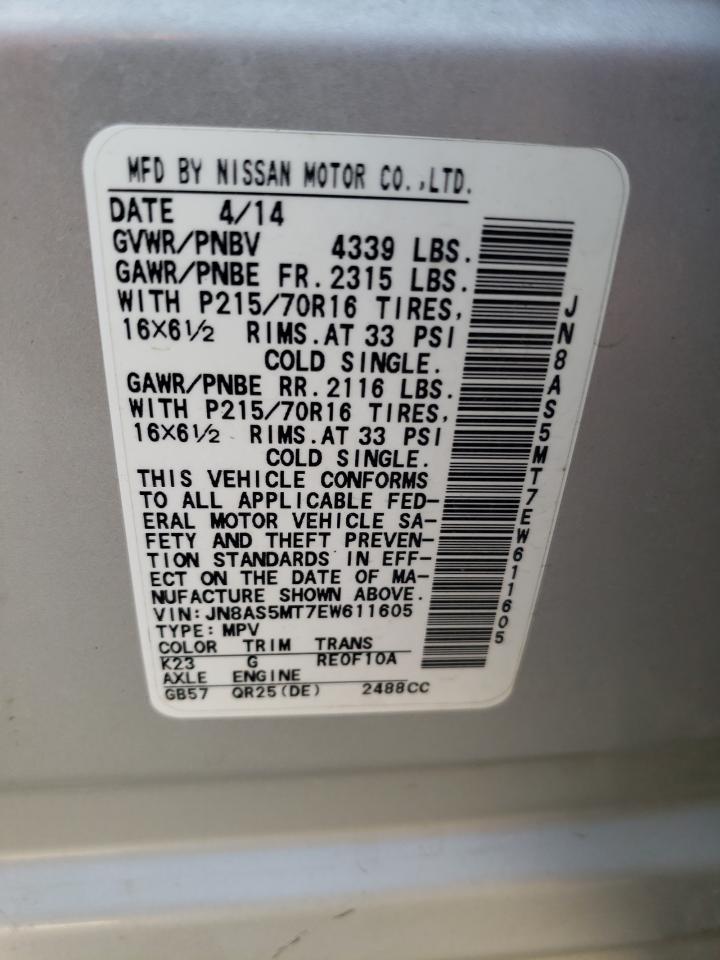 MFD BY NISSAN MOTOR CO.,LTD.
DATE 4/14
GVWR/PNBV 4339 LBS.
GAWR/PNBE FR.2315 LBS.
WITH P215/70R16 TIRES,
16X6½ RIMS.AT 33 PSI
COLD SINGLE.
GAWR/PNBE RR.2116 LBS.
WITH P215/70R16 TIRES,
16X6½ RIMS.AT 33 PSI
COLD SINGLE.
THIS VEHICLE CONFORMS
TO ALL APPLICABLE FED-
ERAL MOTOR VEHICLE SA-
FETY AND THEFT PREVEN-
TION STANDARDS IN EFF-
ECT ON THE DATE OF MA-
NUFACTURE SHOWN ABOVE.
VIN:JN8AS5MT7EW611605
TYPE:MPV
COLOR TRIM TRANS
K23 G RE0F10A
AXLE ENGINE
GB57 QR25(DE) 2488CC
JN8AS5MT7EW611605